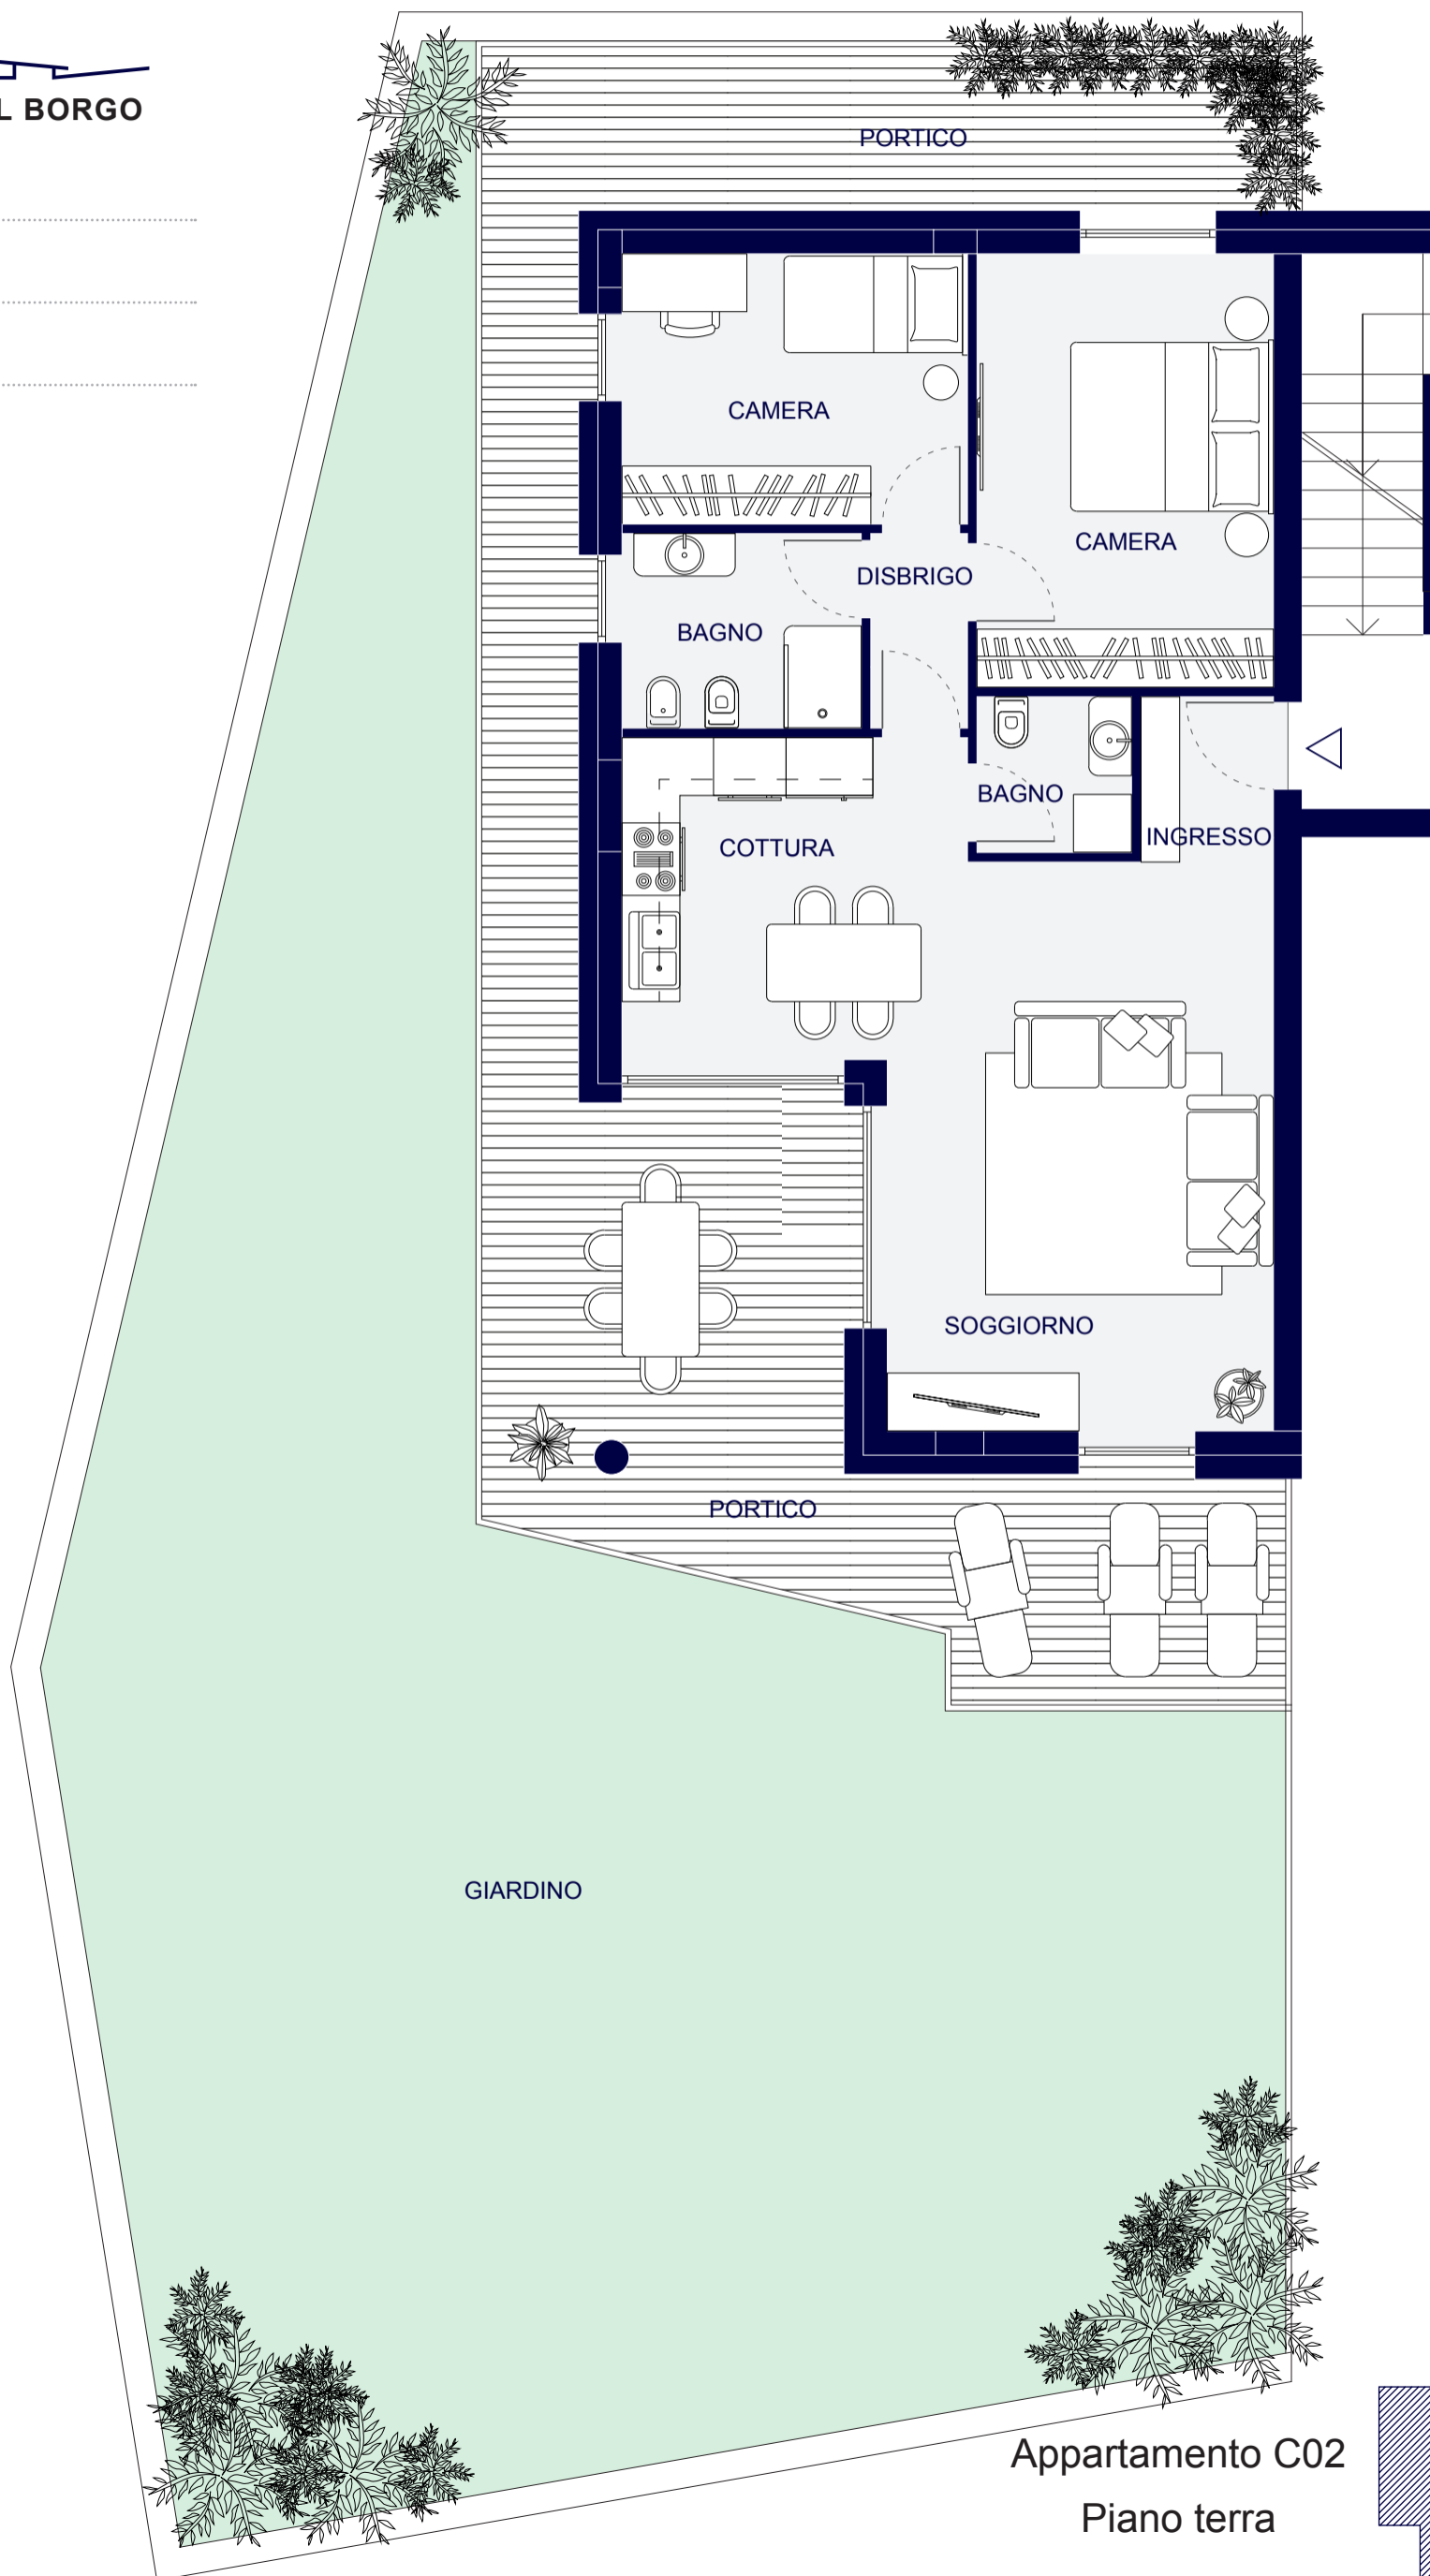 L BORGO
PORTICO
CAMERA
CAMERA
DISBRIGO
BAGNO
BAGNO
INGRESSO
COTTURA
SOGGIORNO
PORTICO
GIARDINO
Appartamento C02
Piano terra